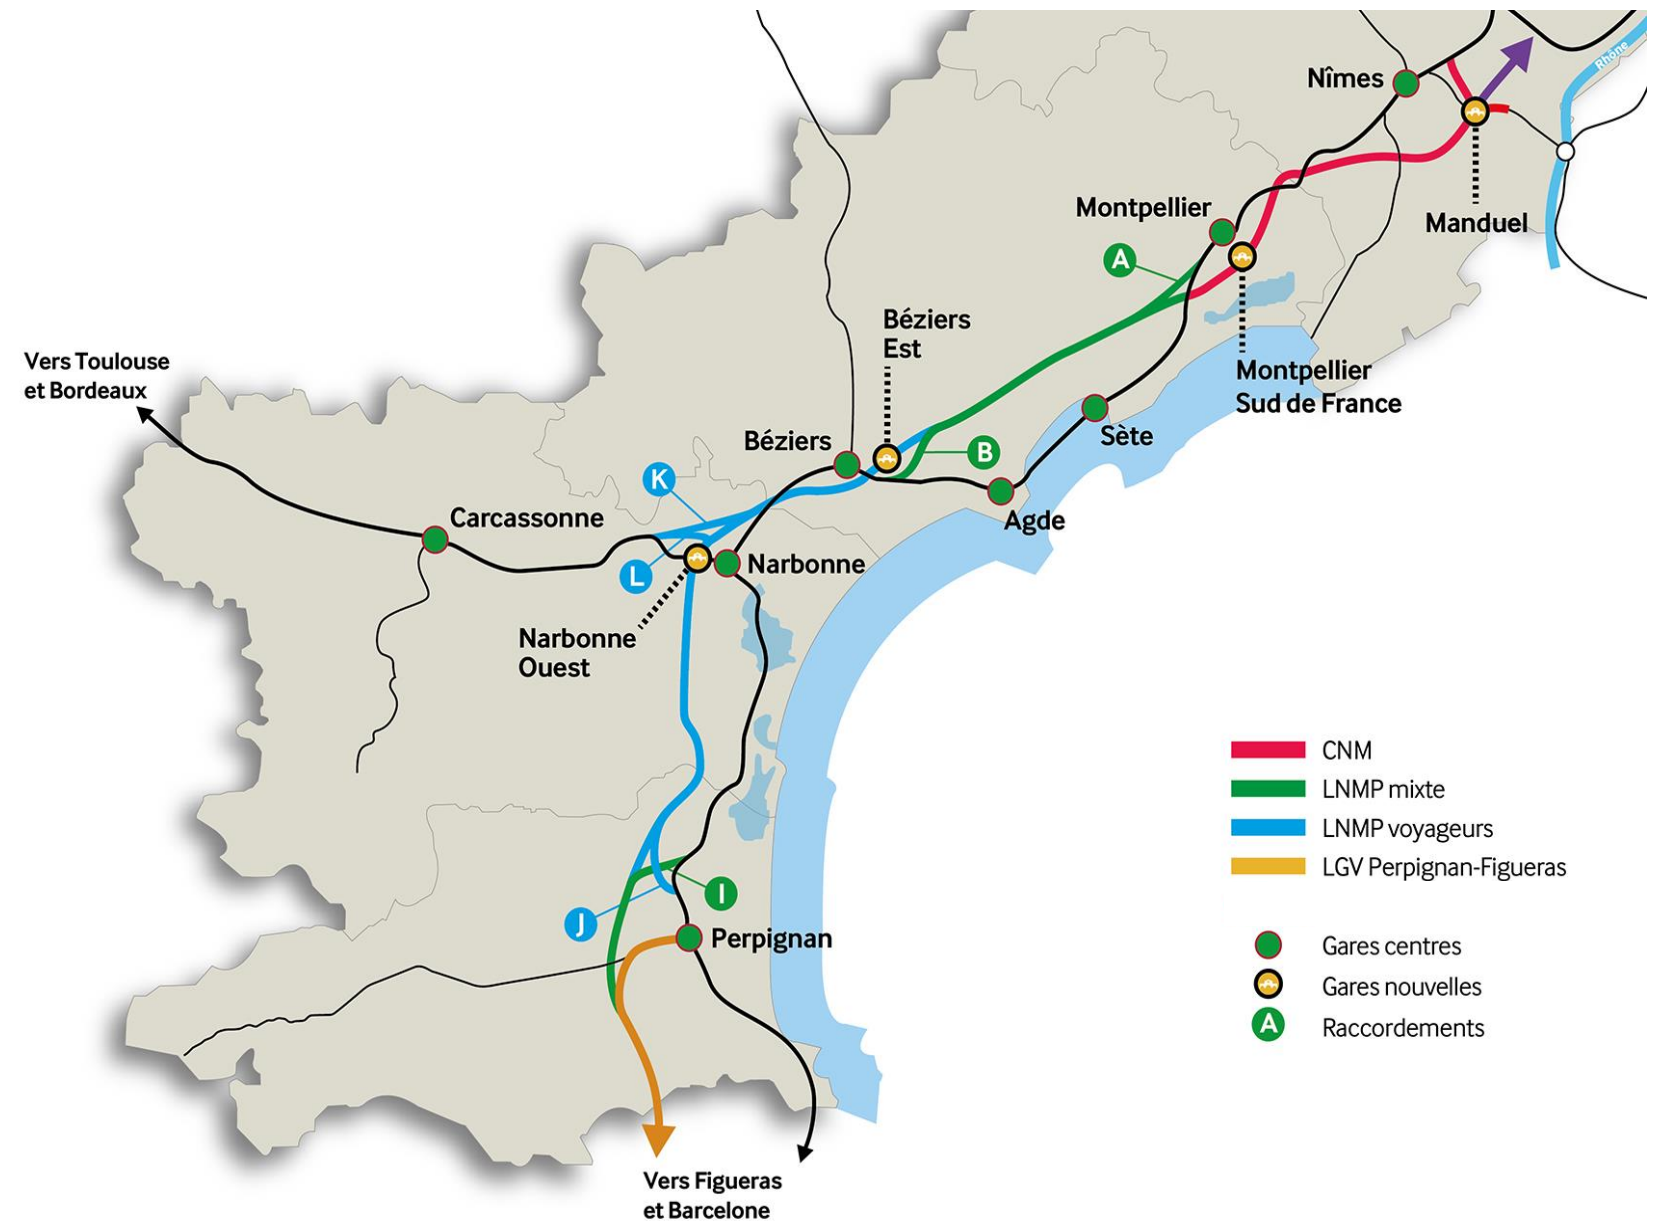 Rhône
Nîmes
Manduel
Montpellier
A
Montpellier
Sud de France
Béziers
Est
Sète
Béziers
B
Agde
Vers Toulouse
et Bordeaux
K
Carcassonne
L
Narbonne
Narbonne
Ouest
CNM
LNMP mixte
LNMP voyageurs
LGV Perpignan-Figueras
I
J
Perpignan
Gares centres
Gares nouvelles
A
Raccordements
Vers Figueras
et Barcelone